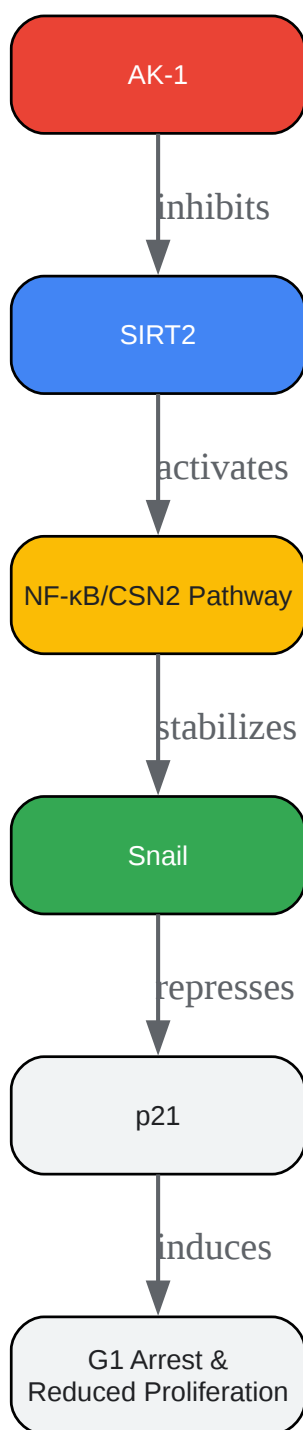 AK-1
inhibits
SIRT2
activates
NF-κB/CSN2 Pathway
stabilizes
Snail
represses
p21
induces
G1 Arrest &
Reduced Proliferation